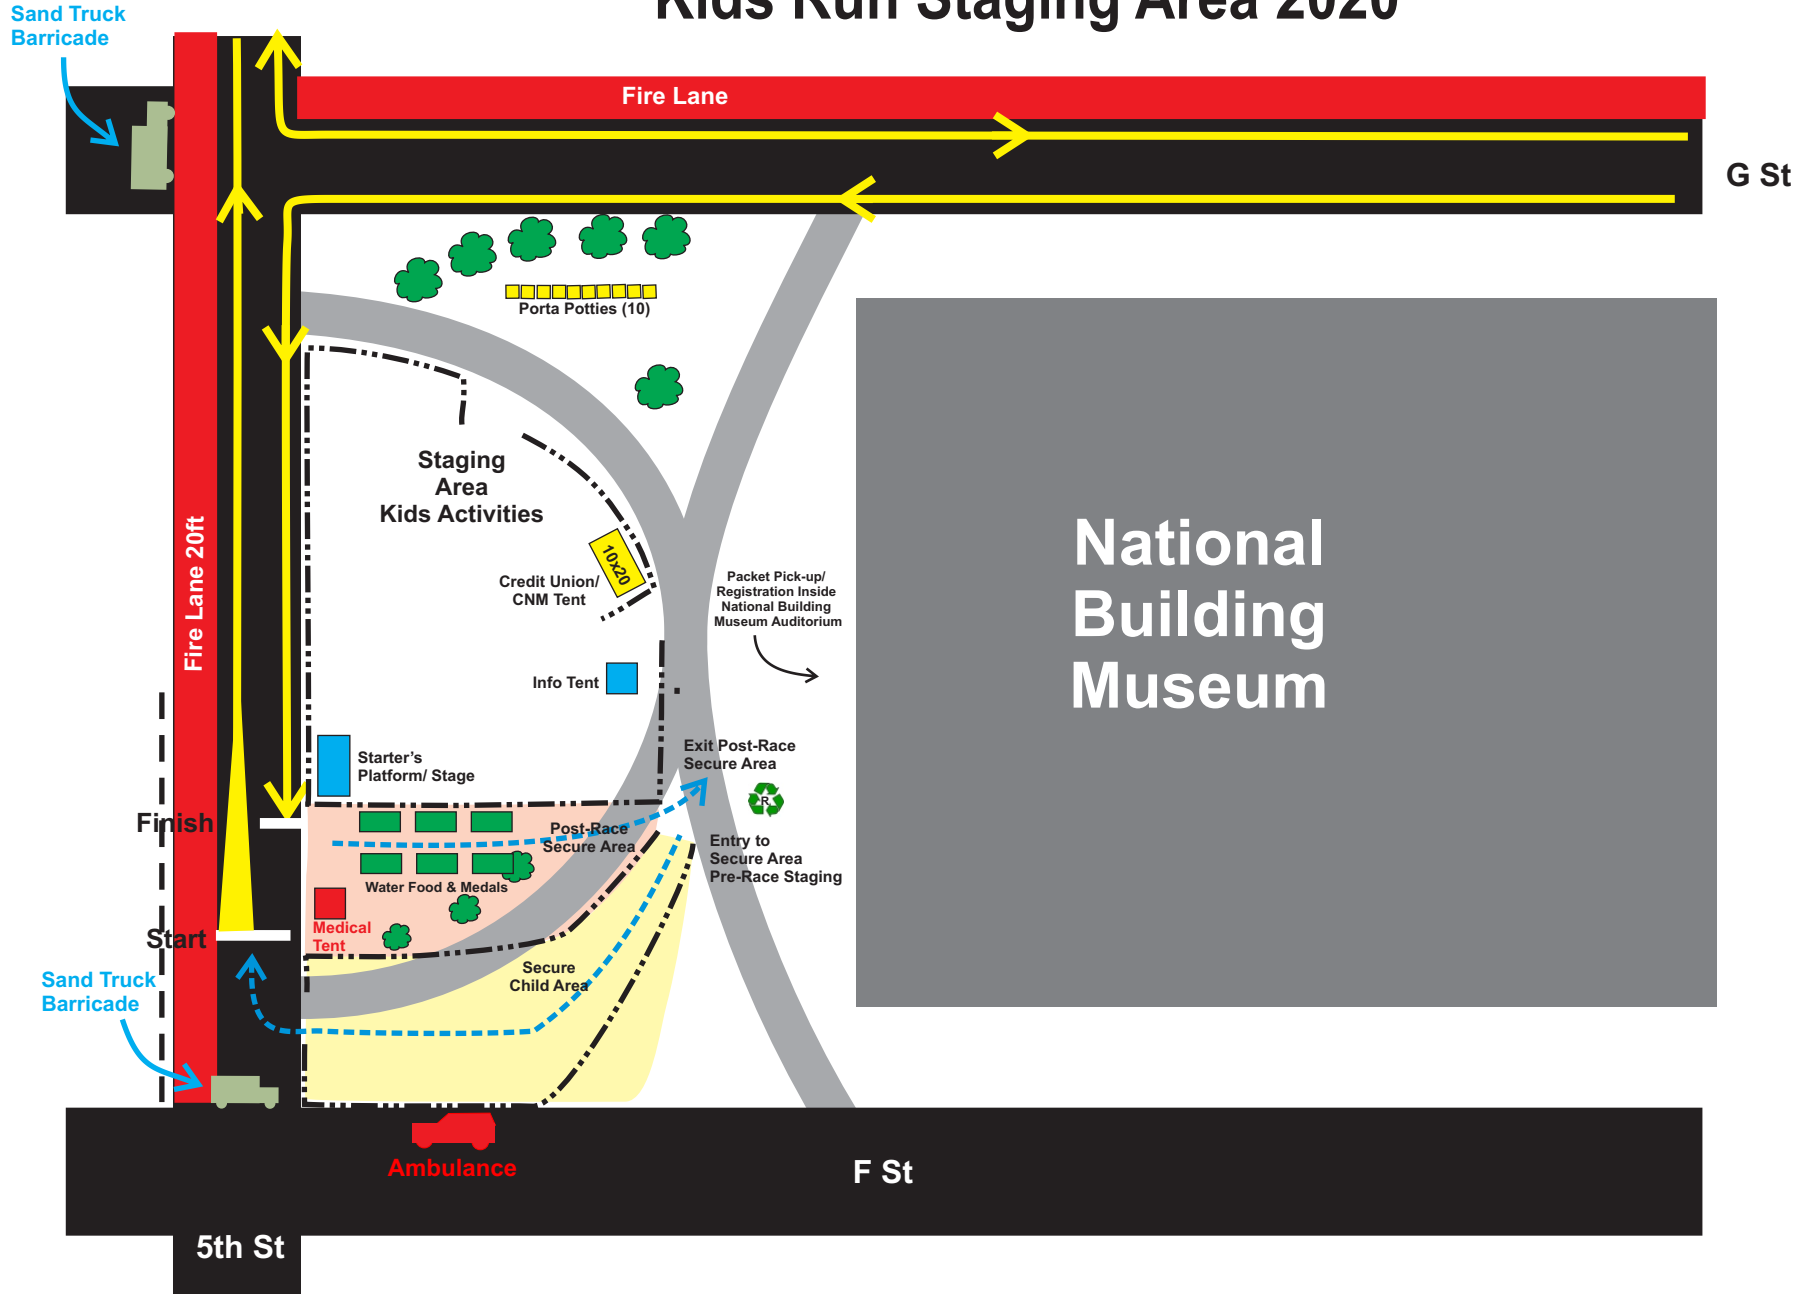 Kids Run Staging Area 2020
Sand Truck
Barricade
Fire Lane
G St
Porta Potties (10)
Staging
Area
Kids Activities
Fire Lane 20ft
10x20
Credit Union/
CNM Tent
Packet Pick-up/
Registration Inside
National Building
Museum Auditorium
National
Building
Museum
Info Tent
Starter's
Platform/ Stage
Exit Post-Race
Secure Area
R
Finish
Post-Race
Secure Area
Entry to
Secure Area
Pre-Race Staging
Water Food & Medals
Medical
Tent
Start
Secure
Child Area
Sand Truck
Barricade
Ambulance
F St
5th St